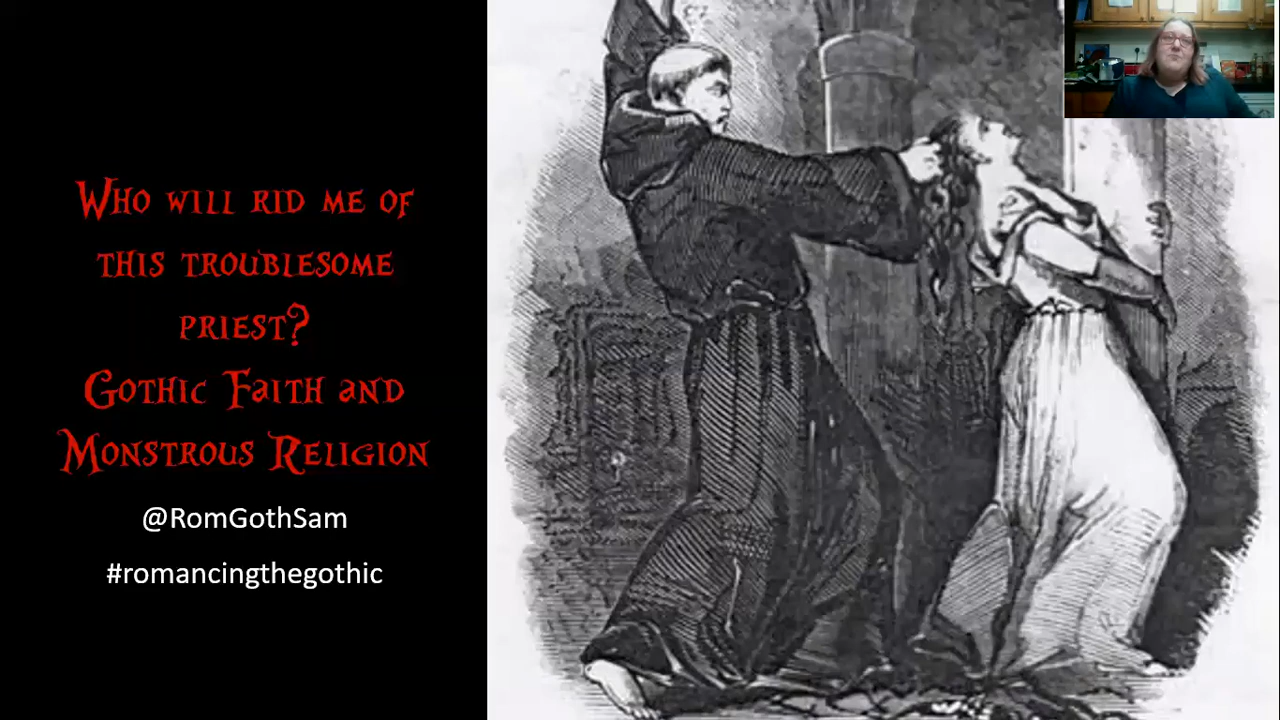 Who will rid me of
this troublesome
priest?
Gothic Faith and
Monstrous Religion
@RomGothSam
#romancingthegothic